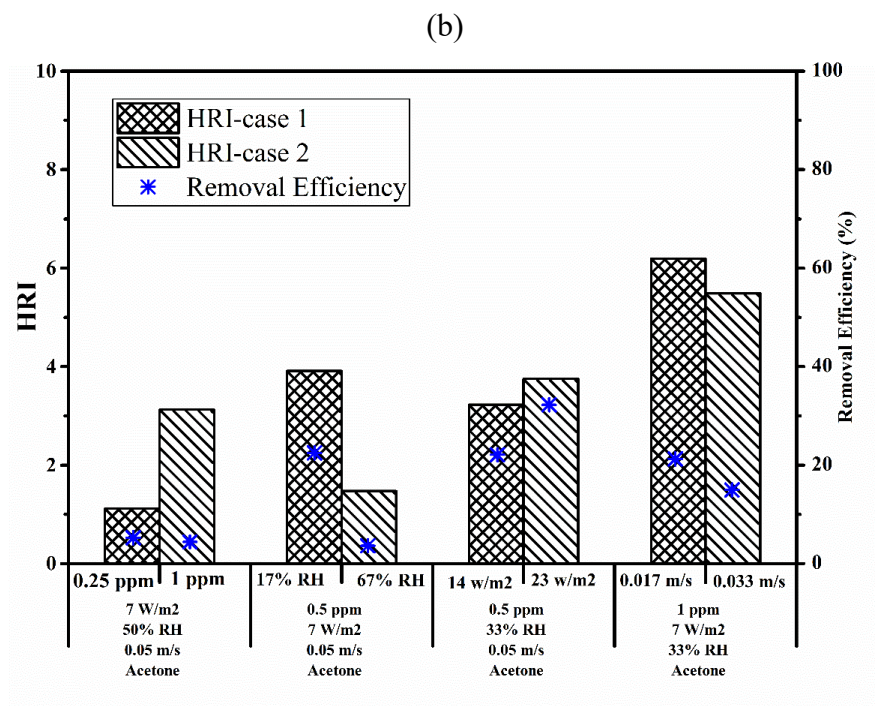 (b)
10
100
HRI-case 1
HRI-case 2
Removal Efficiency
8
80
6
60
4
40
2
20
0
0
HRI
Removal Efficiency (%)
0.25 ppm
1 ppm
17% RH
67% RH
14 w/m2
23 w/m2
0.017 m/s
0.033 m/s
7 W/m2
50% RH
0.05 m/s
Acetone
0.5 ppm
7 W/m2
0.05 m/s
Acetone
0.5 ppm
33% RH
0.05 m/s
Acetone
1 ppm
7 W/m2
33% RH
Acetone